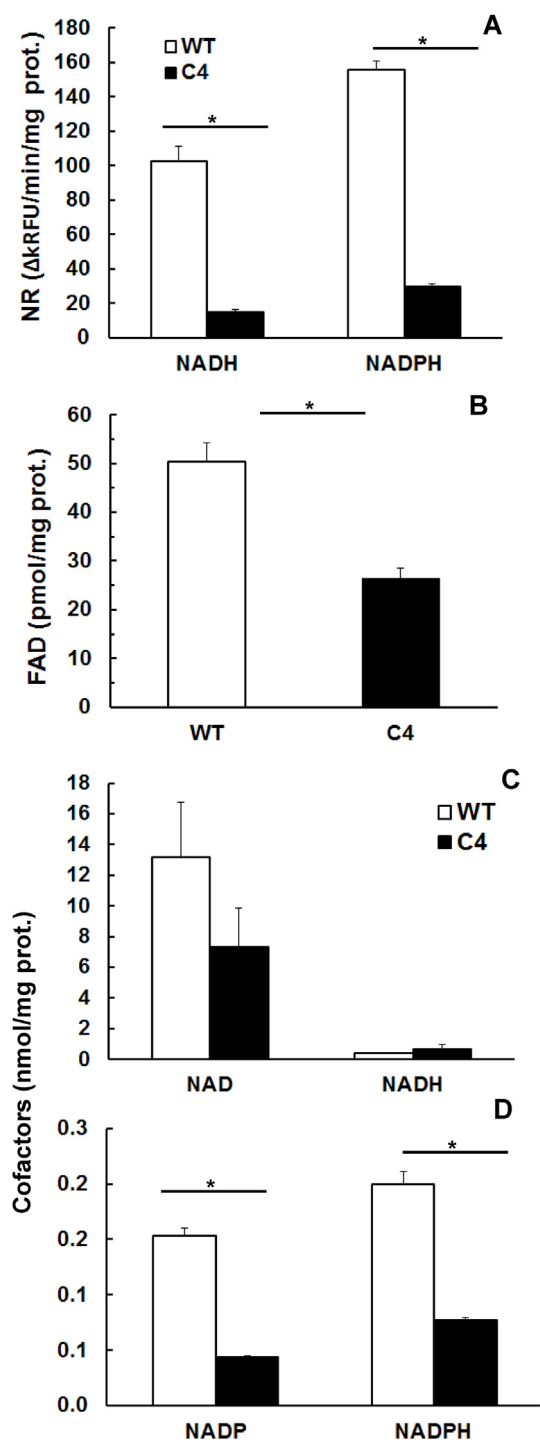 A
WT
C4
*
*
180
160
140
120
100
80
60
40
20
0
NR (ΔkRFU/min/mg prot.)
NADH NADPH
B
*
60
50
40
30
20
10
0
FAD (pmol/mg prot.)
WT C4
C
WT
C4
18
16
14
12
10
8
6
4
2
0
NAD NADH
Cofactors (nmol/mg prot.)
D
*
*
0.3
0.2
0.2
0.1
0.1
0.0
NADP NADPH